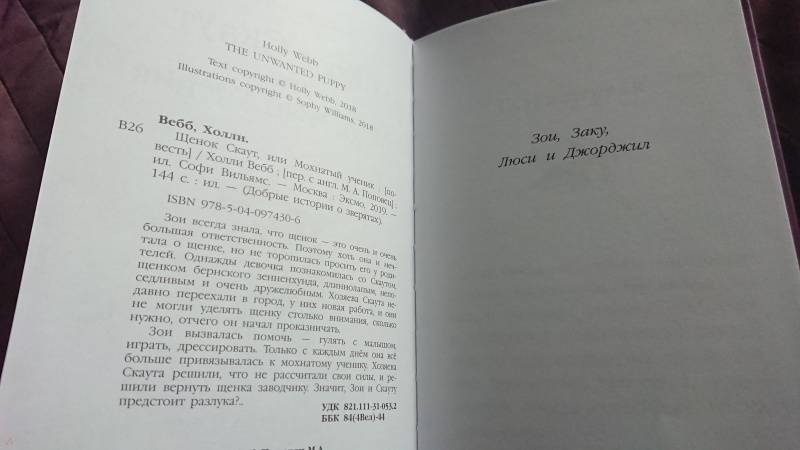 Holly Webb
THE UNWANTED PUPPY
Text copyright © Holly Webb, 2018
Illustrations copyright © Sophy Williams, 2018
Вебб, Холли.
В26
Щенок Скаут, или Мохнатый ученик : [по-
весть] / Холли Вебб ; [пер. с англ. М. А. Поповец] ;
ил. Софи Вильямс. — Москва : Эксмо, 2019. —
144 с. : ил. — (Добрые истории о зверятах).
ISBN 978-5-04-097430-6
Зои всегда знала, что щенок — это очень и очень
большая ответственность. Поэтому хоть она и меч-
тала о щенке, но не торопилась просить его у роди-
телей. Однажды девочка познакомилась со Скаутом,
щенком бернского зенненхунда, длиннолапым, непо-
седливым и очень дружелюбным. Хозяева Скаута не-
давно переехали в город, у них новая работа, и они
не могли уделять щенку столько внимания, сколько
нужно, отчего он начал проказничать.
Зои вызвалась помочь — гулять с малышом,
играть, дрессировать. Только с каждым днём она всё
больше привязывалась к мохнатому ученику. Хозяева
Скаута решили, что не рассчитали свои силы, и ре-
шили вернуть щенка заводчику. Значит, Зои и Скауту
предстоит разлука?..
УДК 821.111-31-053.2
ББК 84(4Вел)-44
Зои, Заку,
Люси и Джорджил